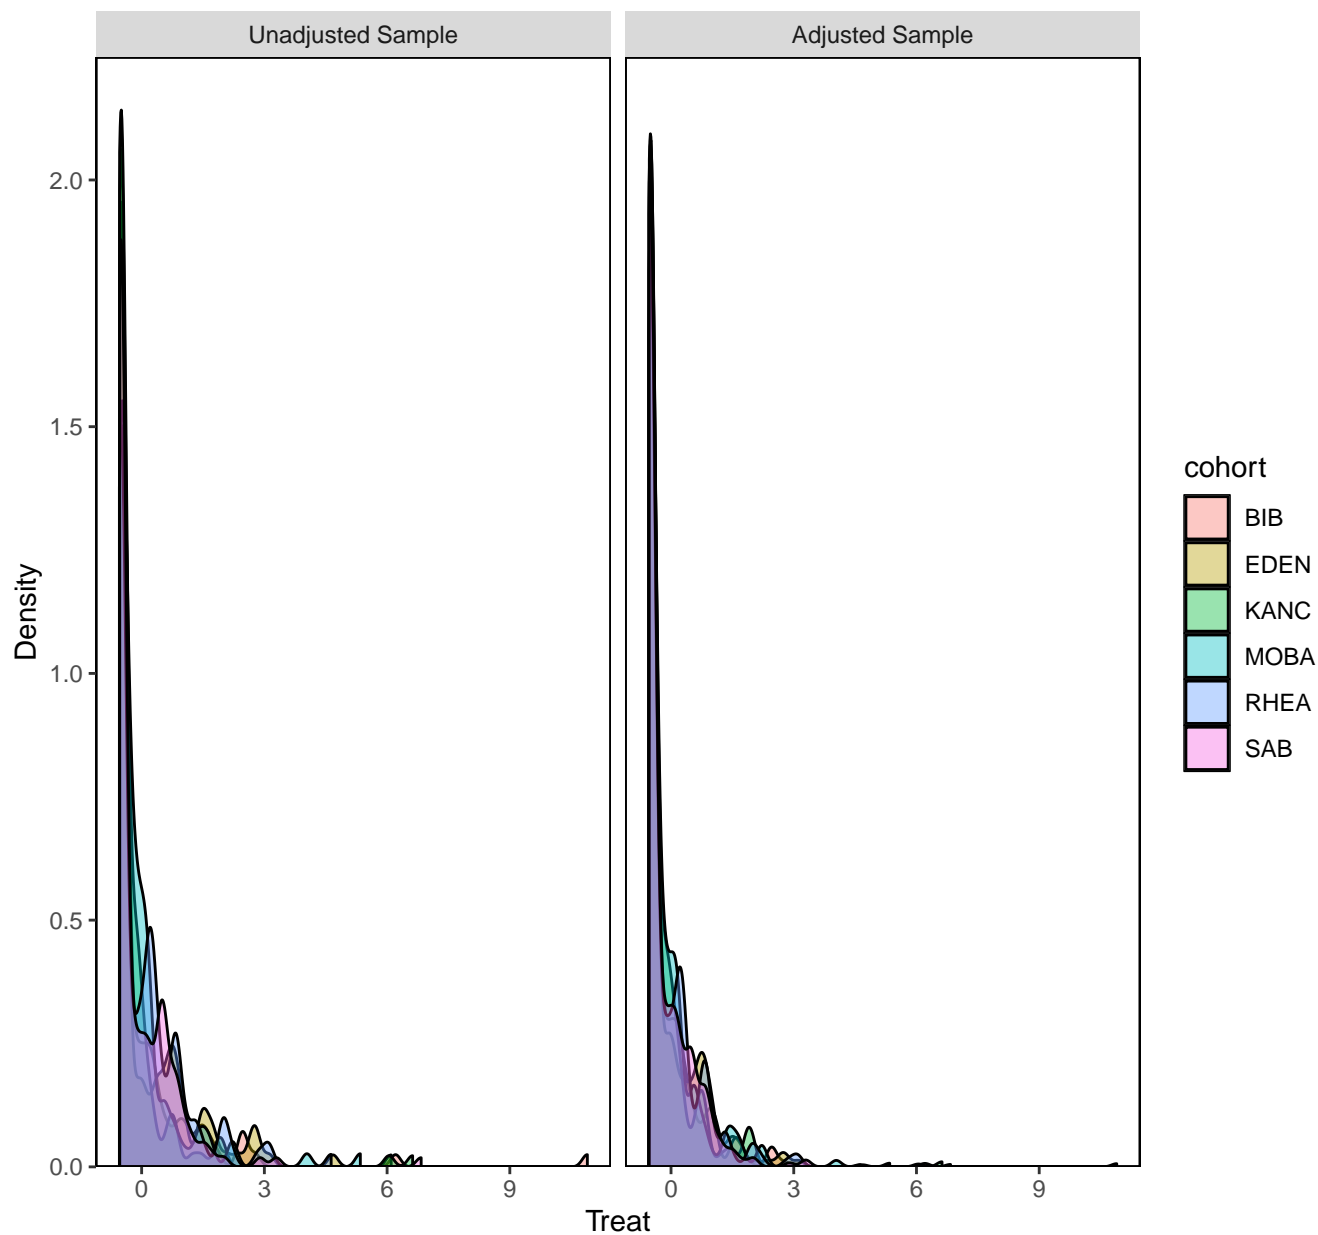 Unadjusted Sample
Adjusted Sample
Density
2.0
1.5
1.0
0.5
0.0
0 3 6 9
0 3 6 9
Treat
cohort
BIB
EDEN
KANC
MOBA
RHEA
SAB